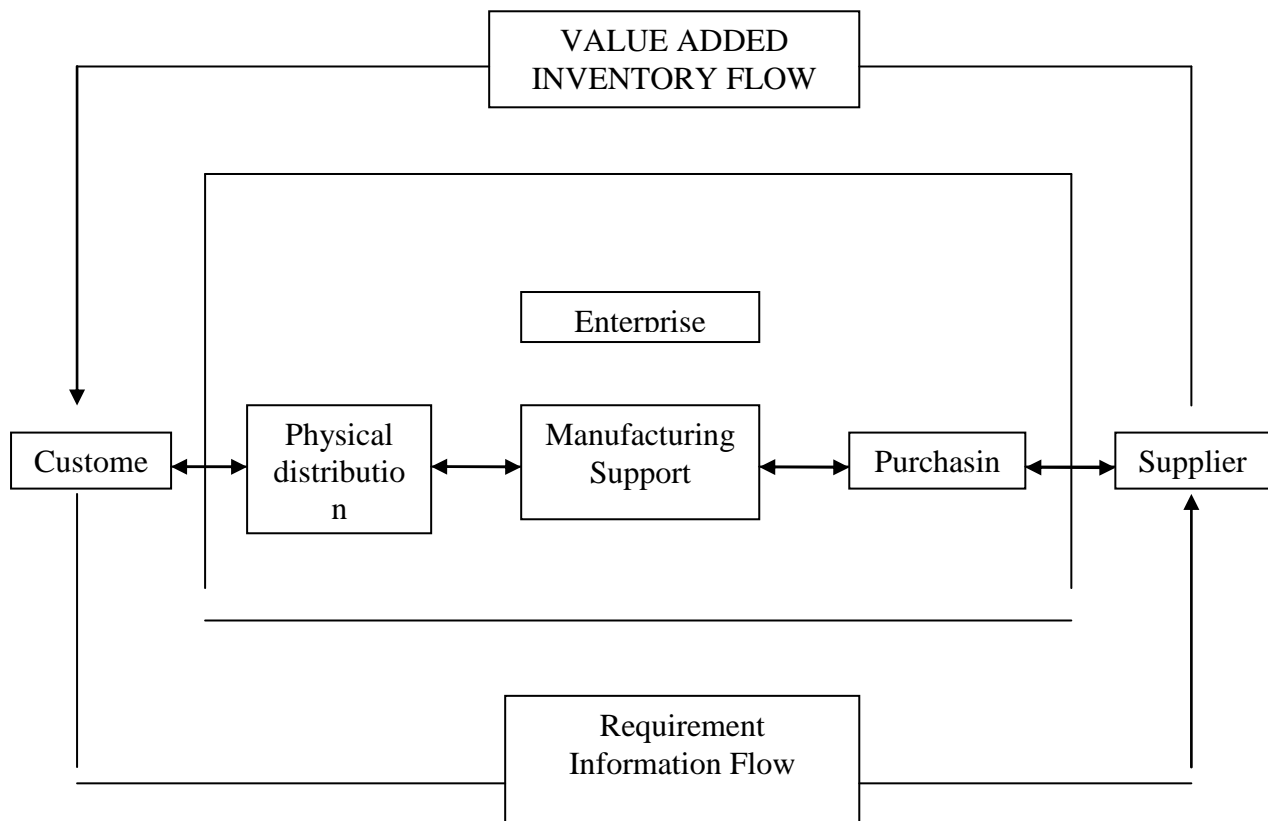 VALUE ADDED
INVENTORY FLOW
Enterprise
Custome
Physical
distributio
n
Manufacturing
Support
Purchasin
Supplier
Requirement
Information Flow